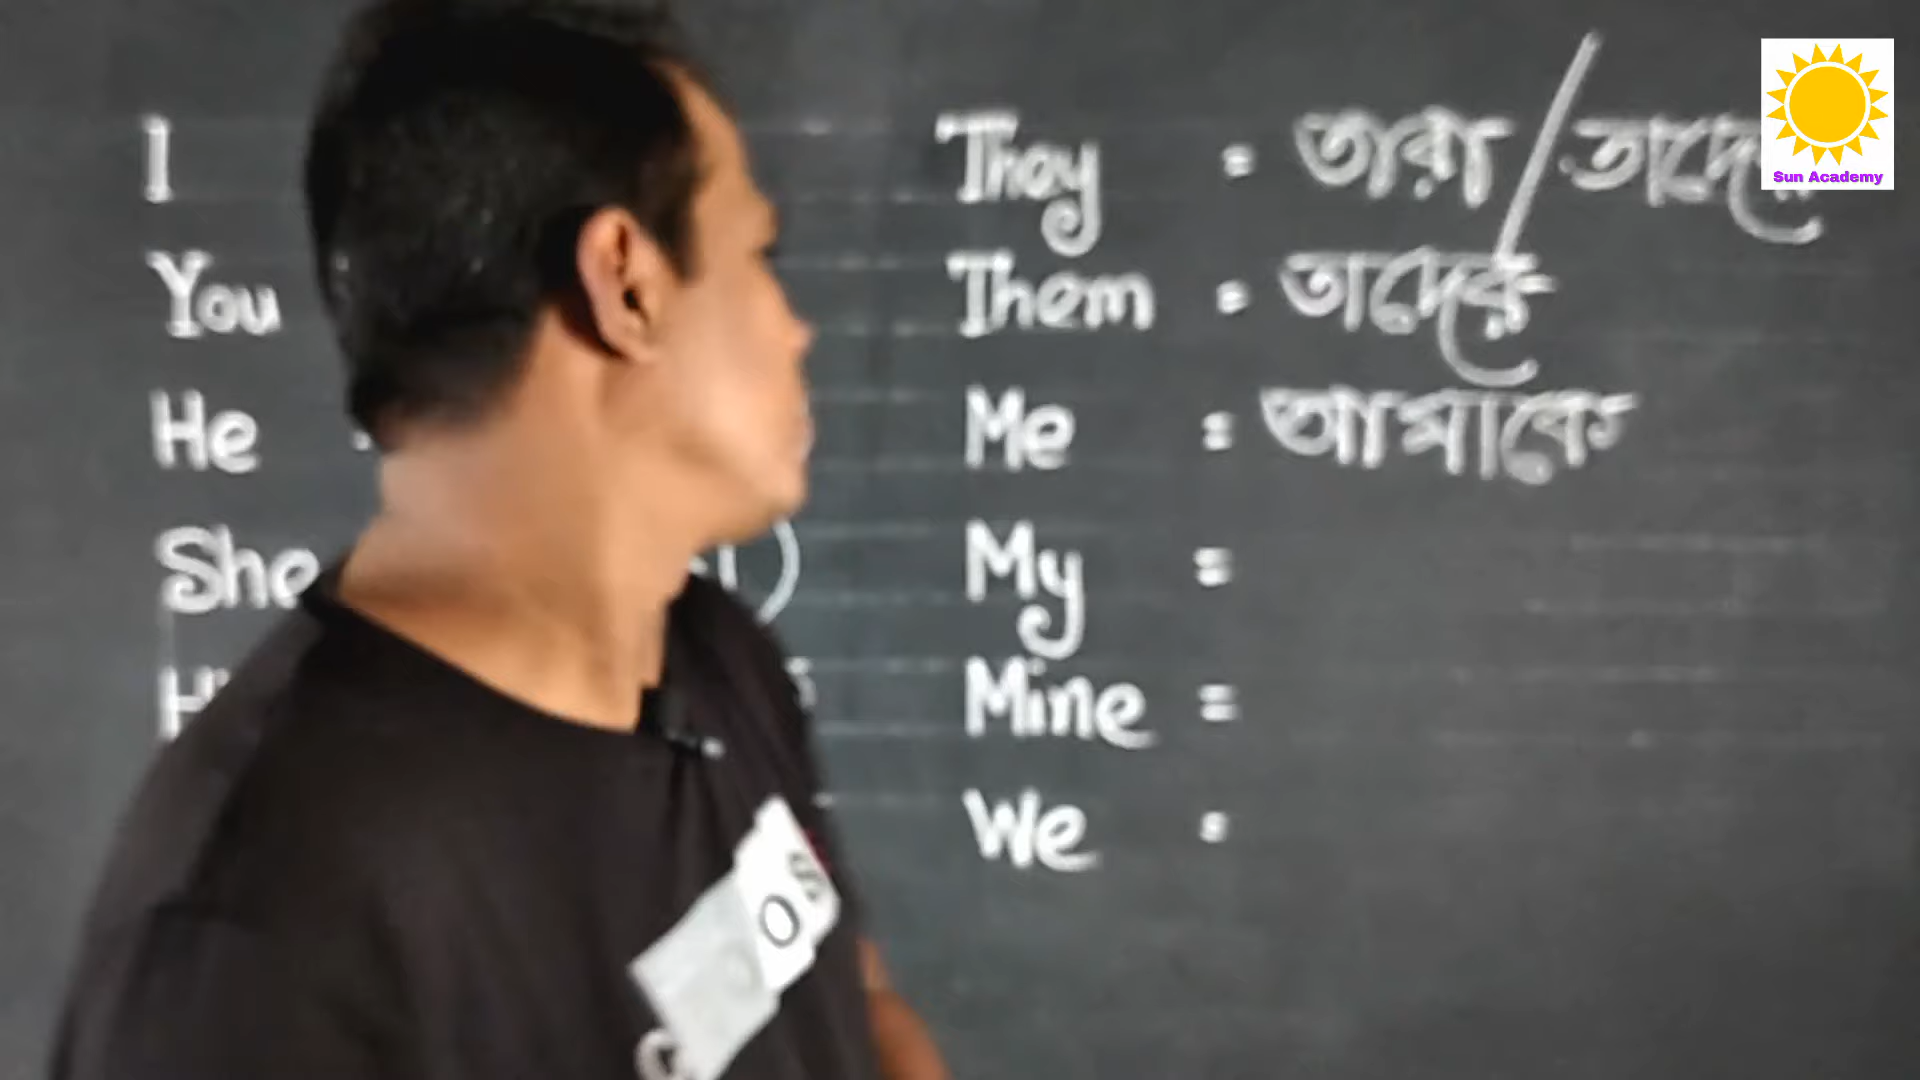 I
You
He
She
They = তারা / তাদের
Them = তাদেরকে
Me = আমাকে
My =
Mine =
We =
Sun Academy